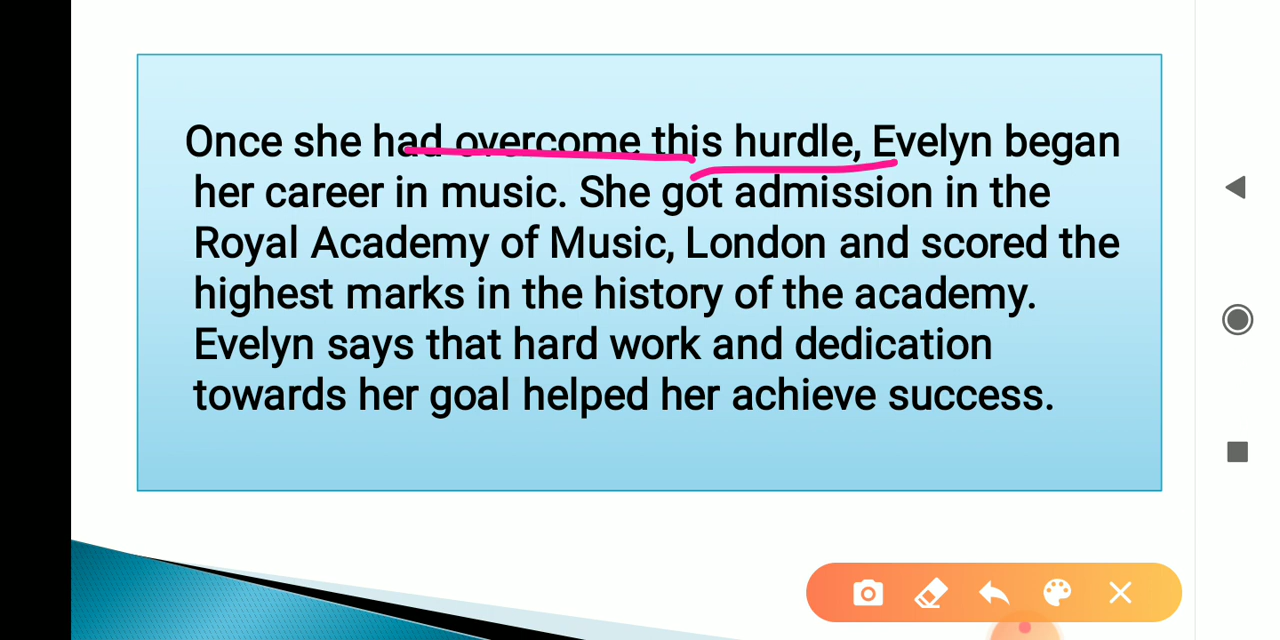 Once she had overcome this hurdle, Evelyn began
her career in music. She got admission in the
Royal Academy of Music, London and scored the
highest marks in the history of the academy.
Evelyn says that hard work and dedication
towards her goal helped her achieve success.